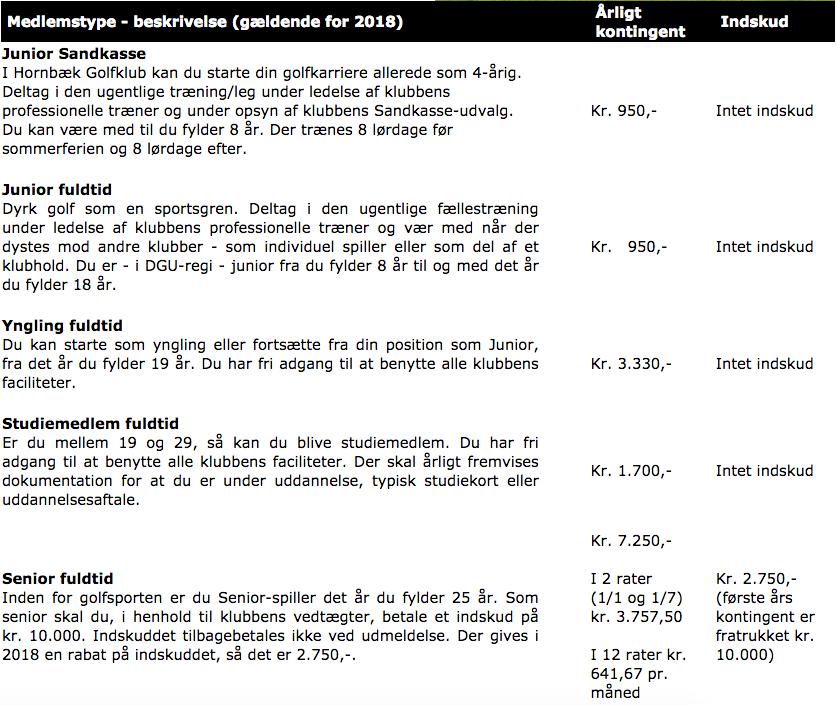 Medlemstype - beskrivelse (gældende for 2018)
Årligt
kontingent
Indskud
Junior Sandkasse
I Hornbæk Golfklub kan du starte din golfkarriere allerede som 4-årig.
Deltag i den ugentlige træning/leg under ledelse af klubbens
professionelle træner og under opsyn af klubbens Sandkasse-udvalg.
Du kan være med til du fylder 8 år. Der trænes 8 lørdage før
sommerferien og 8 lørdage efter.
Kr. 950,-
Intet indskud
Junior fuldtid
Dyrk golf som en sportsgren. Deltag i den ugentlige fællestræning
under ledelse af klubbens professionelle træner og vær med når der
dystes mod andre klubber - som individuel spiller eller som del af et
klubhold. Du er - i DGU-regi - junior fra du fylder 8 år til og med det år
du fylder 18 år.
Kr. 950,-
Intet indskud
Yngling fuldtid
Du kan starte som yngling eller fortsætte fra din position som Junior,
fra det år du fylder 19 år. Du har fri adgang til at benytte alle klubbens
faciliteter.
Kr. 3.330,-
Intet indskud
Studiemedlem fuldtid
Er du mellem 19 og 29, så kan du blive studiemedlem. Du har fri
adgang til at benytte alle klubbens faciliteter. Der skal årligt fremvises
dokumentation for at du er under uddannelse, typisk studiekort eller
uddannelsesaftale.
Kr. 1.700,-
Intet indskud
Senior fuldtid
Inden for golfsporten er du Senior-spiller det år du fylder 25 år. Som
senior skal du, i henhold til klubbens vedtægter, betale et indskud på
kr. 10.000. Indskuddet tilbagebetales ikke ved udmeldelse. Der gives i
2018 en rabat på indskuddet, så det er 2.750,-.
Kr. 7.250,-
I 2 rater
(1/1 og 1/7)
kr. 3.757,50
I 12 rater kr.
641,67 pr.
måned
Kr. 2.750,-
(første års
kontingent er
fratrukket kr.
10.000)